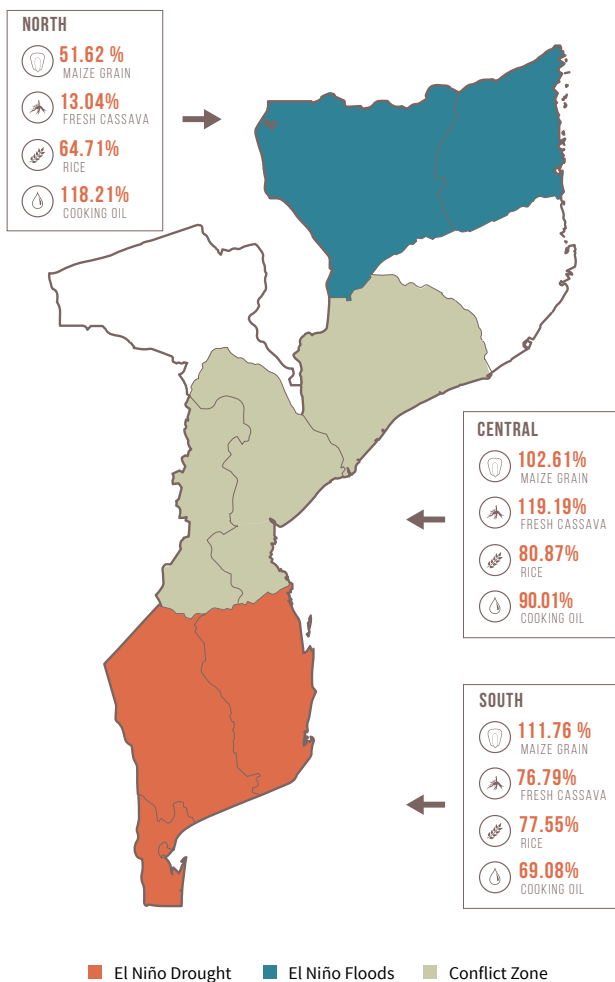 NORTH
51.62 %
MAIZE GRAIN
13.04%
FRESH CASSAVA
64.71%
RICE
118.21%
COOKING OIL
CENTRAL
102.61%
MAIZE GRAIN
119.19%
FRESH CASSAVA
80.87%
RICE
90.01%
COOKING OIL
SOUTH
111.76 %
MAIZE GRAIN
76.79%
FRESH CASSAVA
77.55%
RICE
69.08%
COOKING OIL
El Niño Drought El Niño Floods Conflict Zone